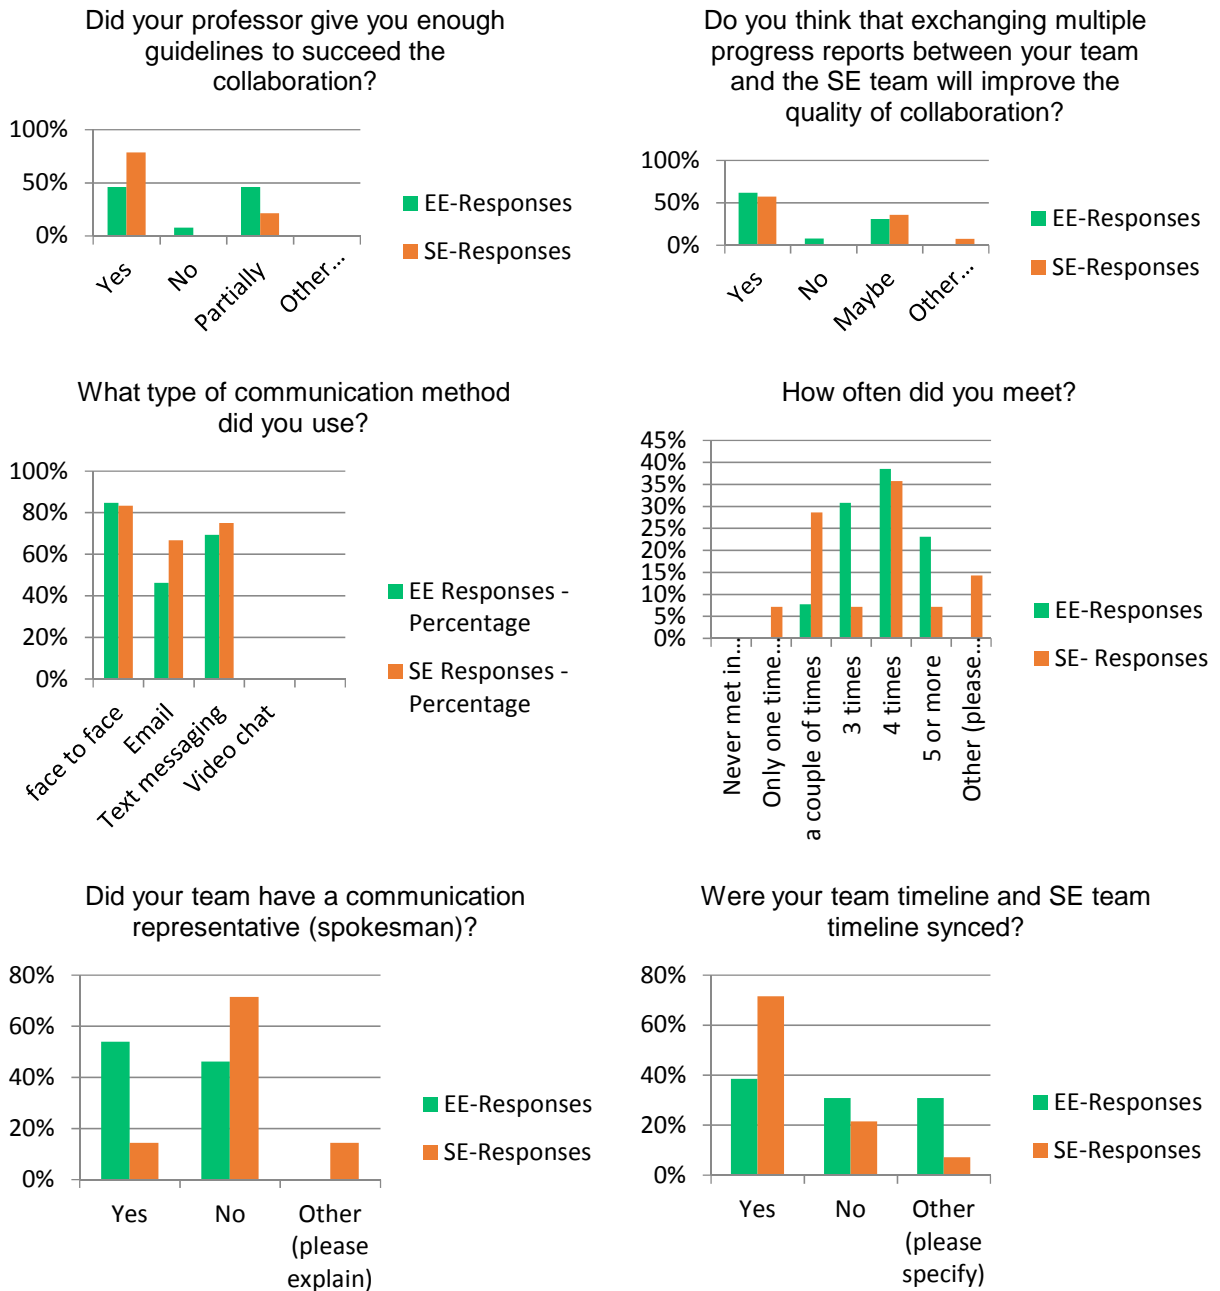 Did your professor give you enough
guidelines to succeed the
collaboration?
100%
50%
0%
Yes
No
Partially
Other...
EE-Responses
SE-Responses
Do you think that exchanging multiple
progress reports between your team
and the SE team will improve the
quality of collaboration?
100%
50%
0%
Yes
No
Maybe
Other...
EE-Responses
SE-Responses
What type of communication method
did you use?
100%
80%
60%
40%
20%
0%
face to face
Email
Text messaging
Video chat
EE Responses -
Percentage
SE Responses -
Percentage
How often did you meet?
45%
40%
35%
30%
25%
20%
15%
10%
5%
0%
Never met in...
Only one time...
a couple of times
3 times
4 times
5 or more
Other (please...
EE-Responses
SE- Responses
Did your team have a communication
representative (spokesman)?
80%
60%
40%
20%
0%
Yes
No
Other
(please
explain)
EE-Responses
SE-Responses
Were your team timeline and SE team
timeline synced?
80%
60%
40%
20%
0%
Yes
No
Other
(please
specify)
EE-Responses
SE-Responses